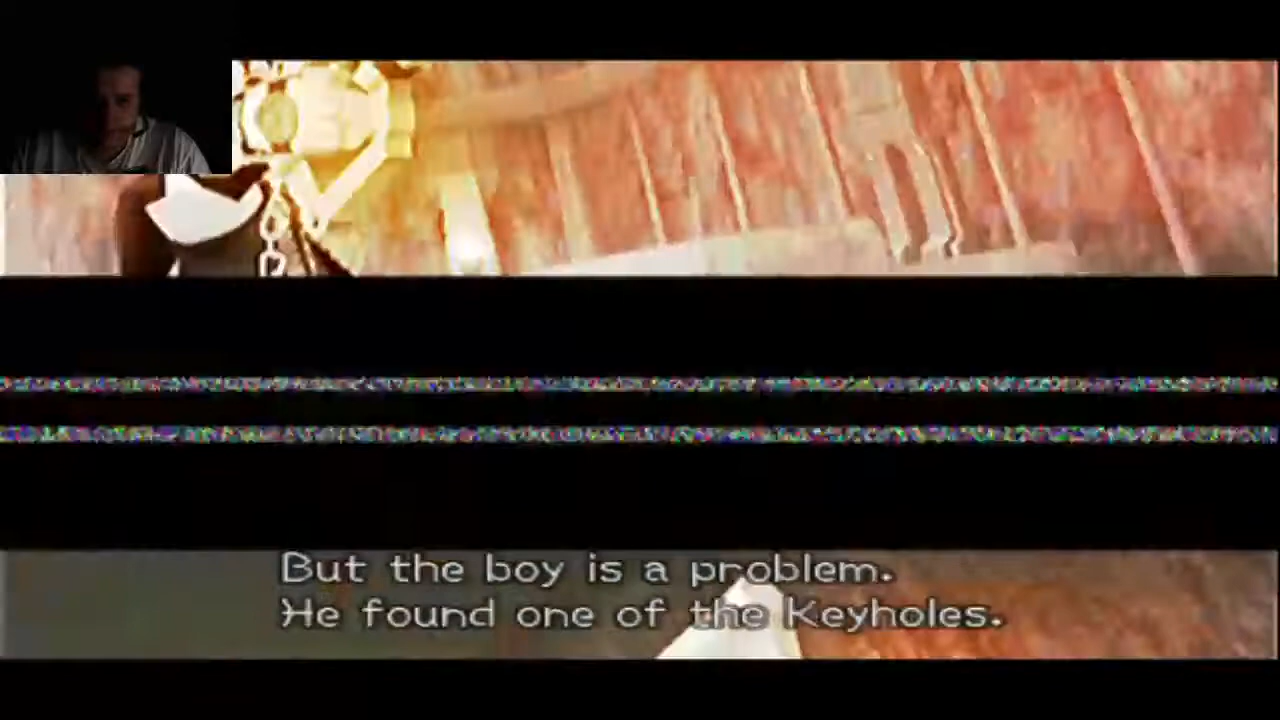 But the boy is a problem.
He found one of the Keyholes.